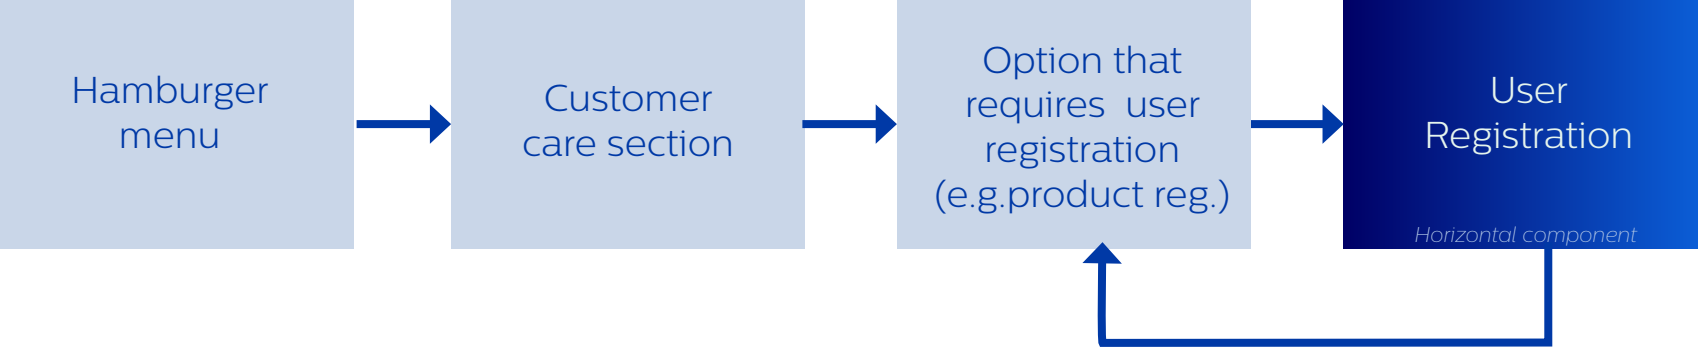 Hamburger
menu
Customer
care section
Option that
requires  user
registration
(e.g.product reg.)
User
Registration
Horizontal component